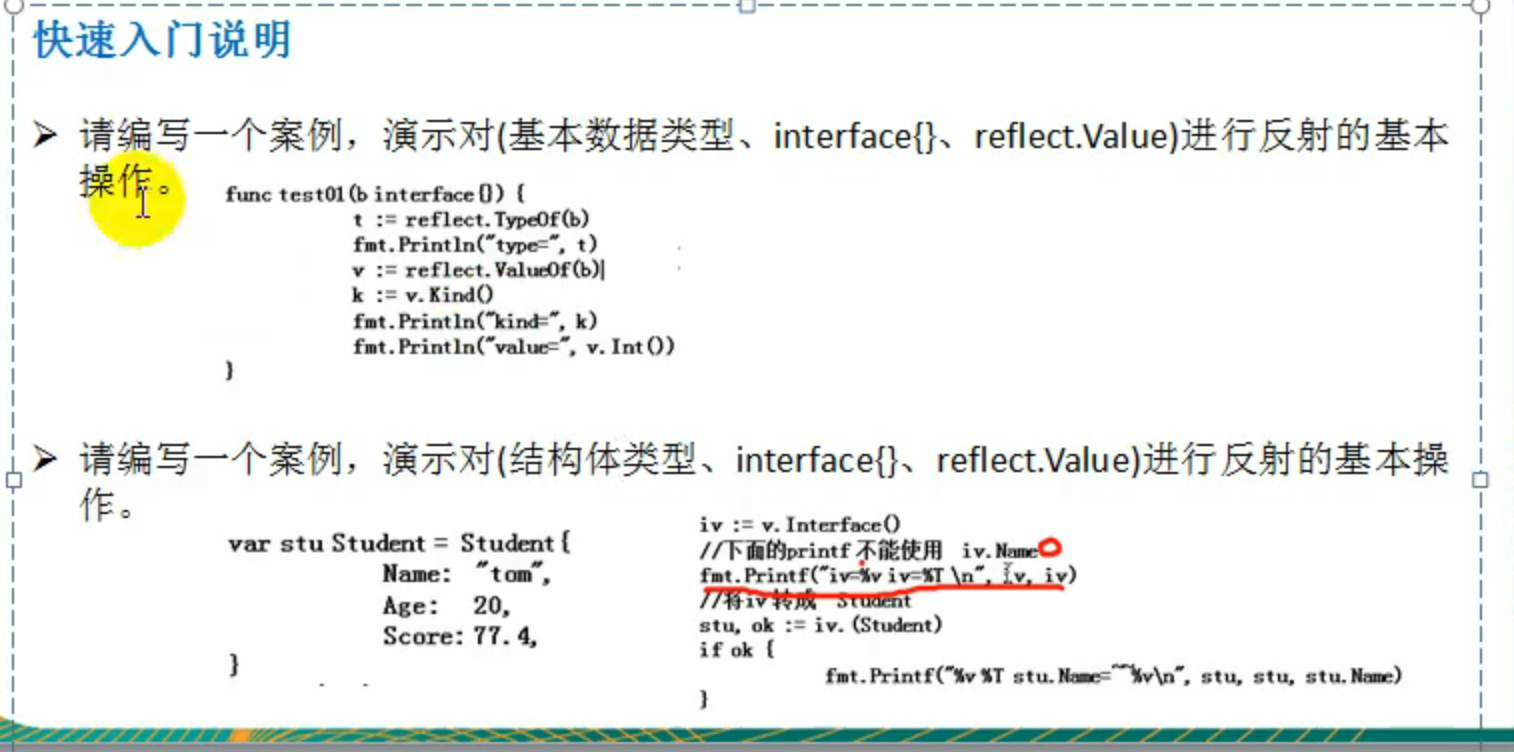 快速入门说明
请编写一个案例，演示对(基本数据类型、interface{}、reflect.Value)进行反射的基本
操作。
func test01(b interface{}) {
t := reflect.TypeOf(b)
fmt.Println("type=", t)
v := reflect.ValueOf(b)
k := v.Kind()
fmt.Println("kind=", k)
fmt.Println("value=", v.Int())
}
请编写一个案例，演示对(结构体类型、interface{}、reflect.Value)进行反射的基本操
作。
var stu Student = Student{
Name: "tom",
Age: 20,
Score: 77.4,
}
iv := v.Interface()
//下面的printf 不能使用 iv.Name
fmt.Printf("iv=%v iv=%T \n", iv, iv)
//将iv 转成 Student
stu, ok := iv.(Student)
if ok {
fmt.Printf("%v %T stu.Name=%v\n", stu, stu, stu.Name)
}